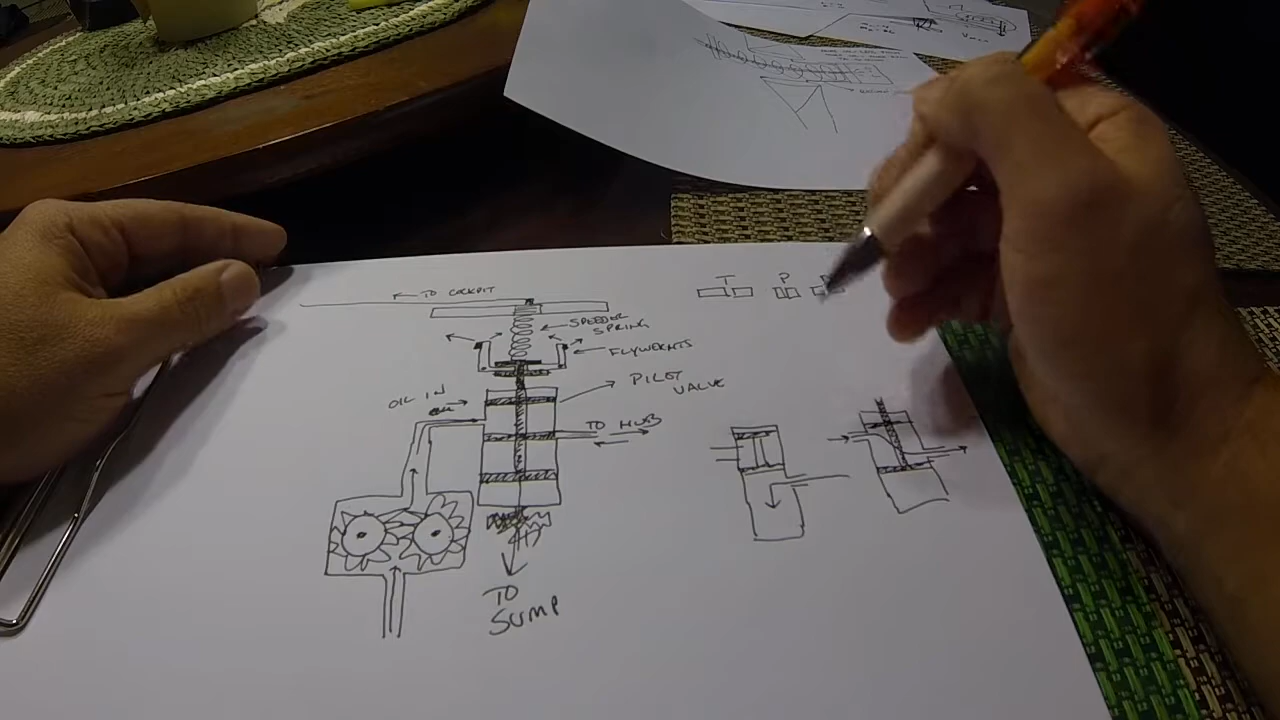 T P
TO COCKPIT
SPEEDER
SPRING
FLYWEIGHTS
PILOT
VALVE
OIL IN
TO HUB
TO
SUMP